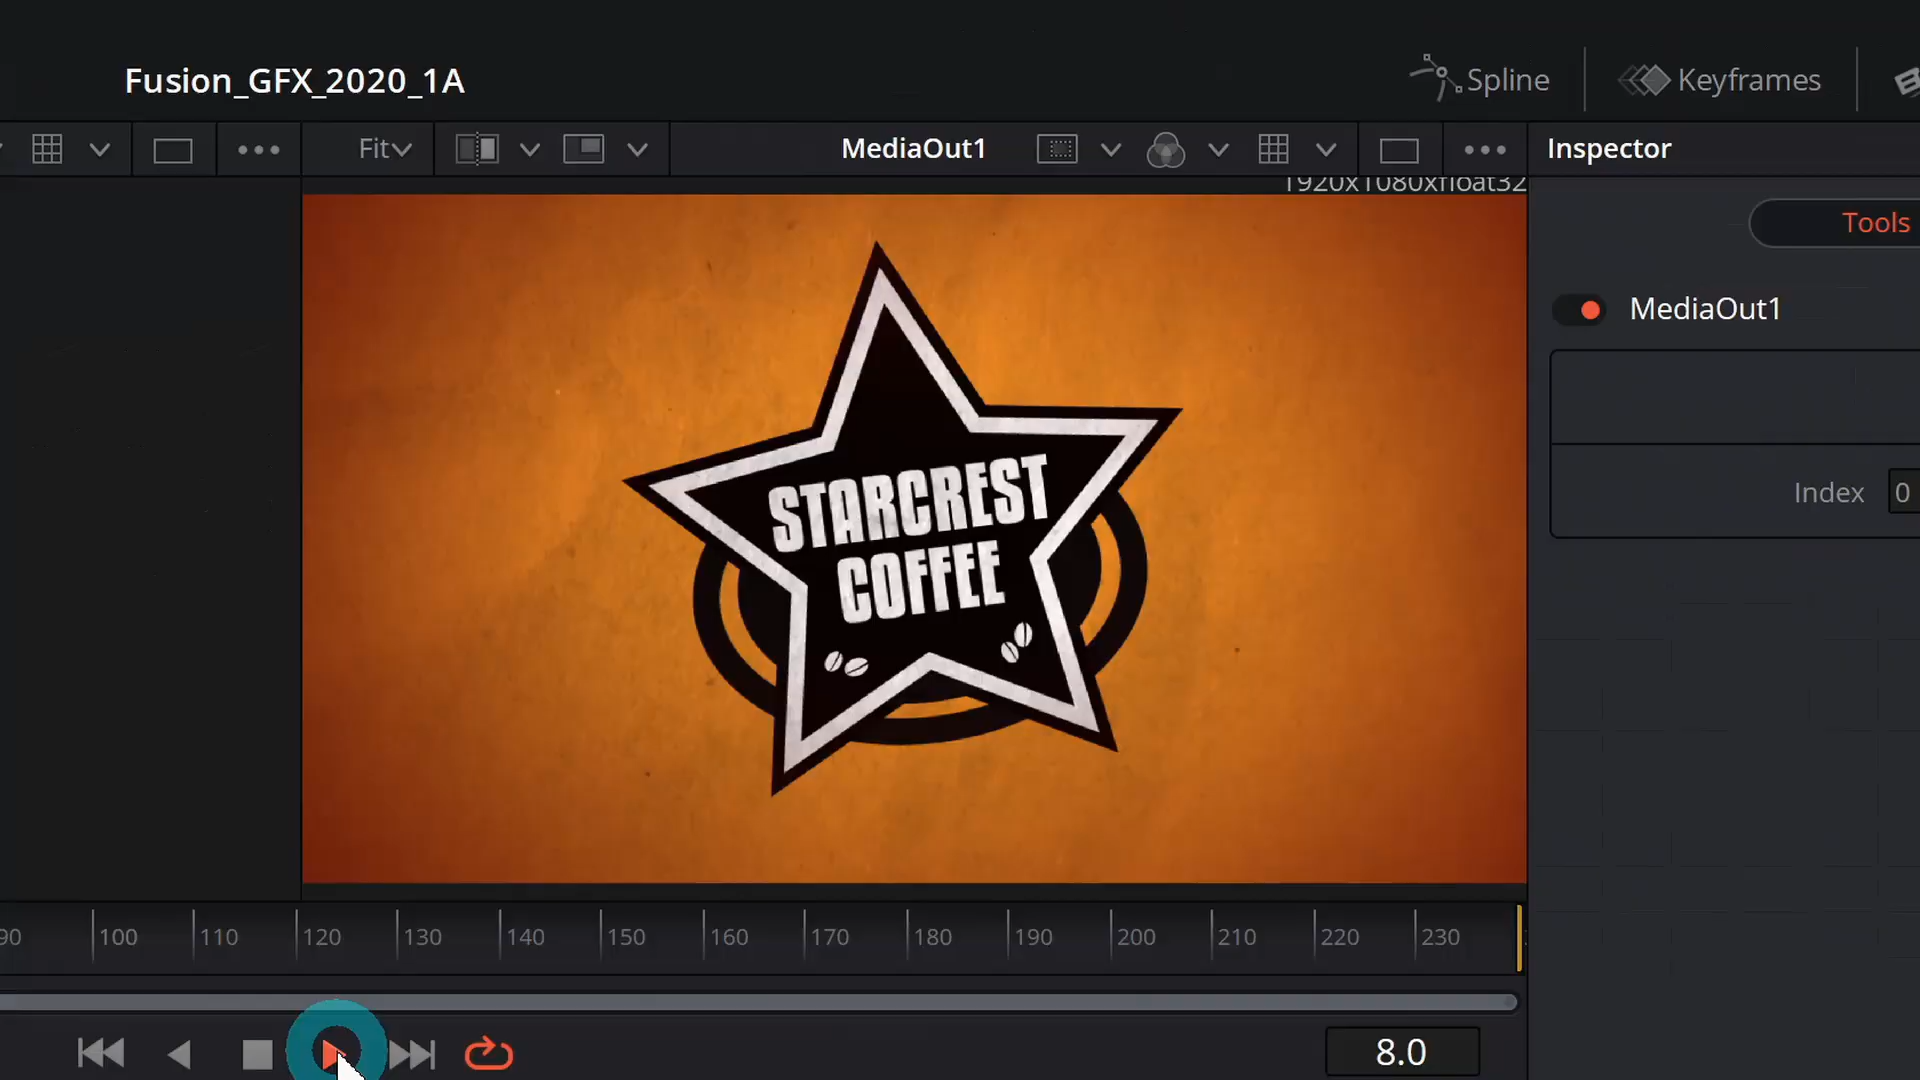 Fusion_GFX_2020_1A
Spline
Keyframes
Fit
MediaOut1
Inspector
1920x1080xfloat32
Tools
MediaOut1
STARCREST
COFFEE
Index 0
90 100 110 120 130 140 150 160 170 180 190 200 210 220 230
8.0